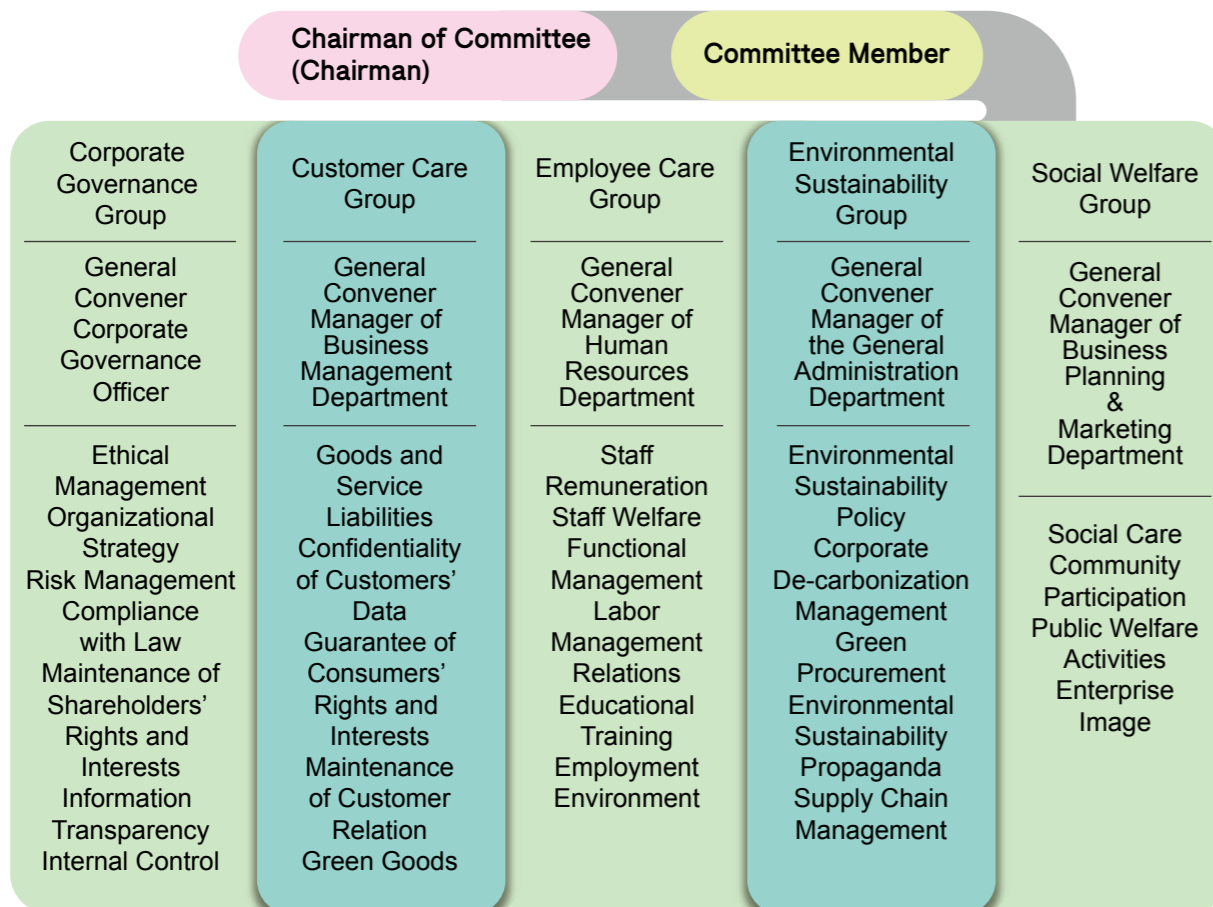 Chairman of Committee
(Chairman)
Committee Member
Corporate
Governance
Group
General
Convener
Corporate
Governance
Officer
Ethical
Management
Organizational
Strategy
Risk Management
Compliance
with Law
Maintenance of
Shareholders’
Rights and
Interests
Information
Transparency
Internal Control
Customer Care
Group
General
Convener
Manager of
Business
Management
Department
Goods and
Service
Liabilities
Confidentiality
of Customers’
Data
Guarantee of
Consumers’
Rights and
Interests
Maintenance
of Customer
Relation
Green Goods
Employee Care
Group
General
Convener
Manager of
Human
Resources
Department
Staff
Remuneration
Staff Welfare
Functional
Management
Labor
Management
Relations
Educational
Training
Employment
Environment
Environmental
Sustainability
Group
General
Convener
Manager of
the General
Administration
Department
Environmental
Sustainability
Policy
Corporate
De-carbonization
Management
Green
Procurement
Environmental
Sustainability
Propaganda
Supply Chain
Management
Social Welfare
Group
General
Convener
Manager of
Business
Planning
&
Marketing
Department
Social Care
Community
Participation
Public Welfare
Activities
Enterprise
Image